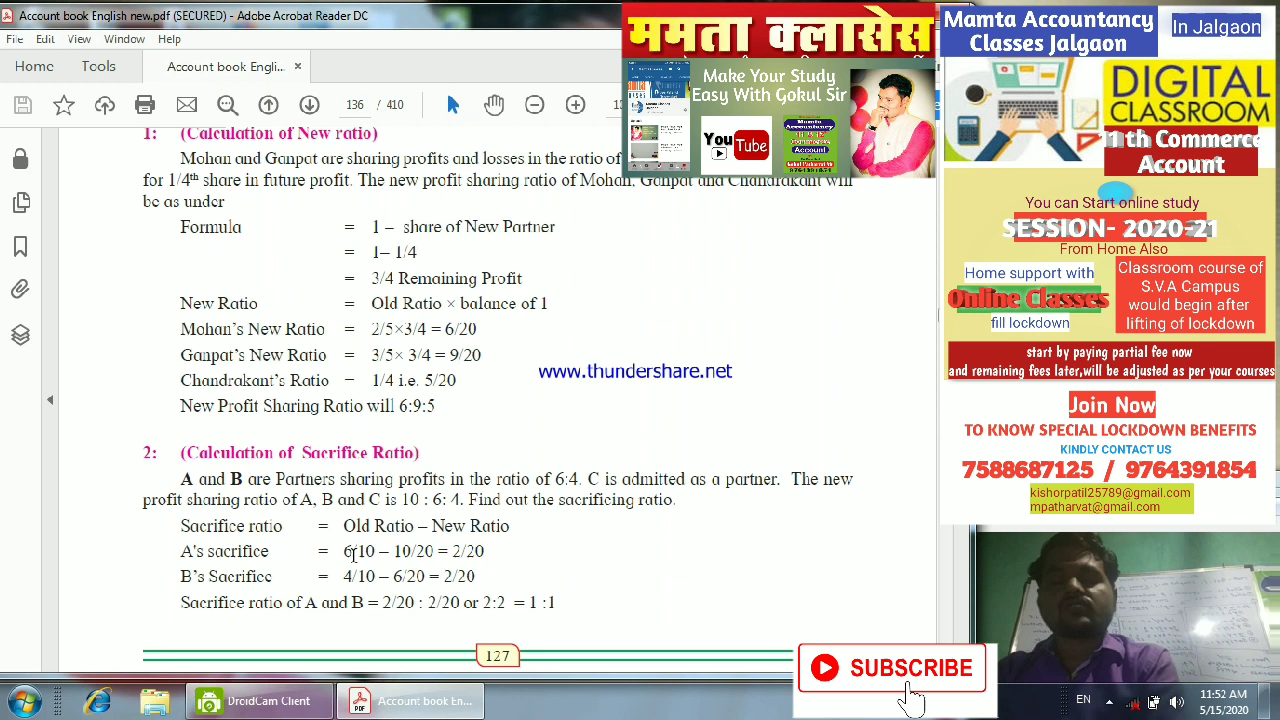 Account book English new.pdf (SECURED) - Adobe Acrobat Reader DC
File Edit View Window Help
Home Tools Account book Engli... ×
136 / 410
1: (Calculation of New ratio)
Mohan and Ganpat are sharing profits and losses in the ratio of
for 1/4th share in future profit. The new profit sharing ratio of Mohan, Ganpat and Chandrakant will
be as under
Formula = 1 – share of New Partner
= 1– 1/4
= 3/4 Remaining Profit
New Ratio = Old Ratio × balance of 1
Mohan's New Ratio = 2/5×3/4 = 6/20
Ganpat's New Ratio = 3/5× 3/4 = 9/20
Chandrakant's Ratio = 1/4 i.e. 5/20
New Profit Sharing Ratio will 6:9:5
www.thundershare.net
2: (Calculation of Sacrifice Ratio)
A and B are Partners sharing profits in the ratio of 6:4. C is admitted as a partner. The new
profit sharing ratio of A, B and C is10 : 6: 4. Find out the sacrificing ratio.
Sacrifice ratio = Old Ratio – New Ratio
A's sacrifice = 6/10 – 10/20 = 2/20
B's Sacrifice = 4/10 – 6/20 = 2/20
Sacrifice ratio of A and B = 2/20 : 2/20 or 2:2 = 1 :1
127
ममता क्लासेस
Make Your Study
Easy With Gokul Sir
You Tube
Mamta
Accountancy
Commerce
Account
9764391854
Mamta Accountancy
Classes Jalgaon
In Jalgaon
DIGITAL
CLASSROOM
1 th Commerce
Account
You can Start online study
SESSION- 2020-21
From Home Also
Home support with
Online Classes
fill lockdown
Classroom course of
S.V.A Campus
would begin after
lifting of lockdown
start by paying partial fee now
and remaining fees later,will be adjusted as per your courses
Join Now
TO KNOW SPECIAL LOCKDOWN BENEFITS
KINDLY CONTACT US
7588687125 / 9764391854
kishorpatil25789@gmail.com
mpatharvat@gmail.com
SUBSCRIBE
DroidCam Client
Account book En...
EN
11:52 AM
5/15/2020